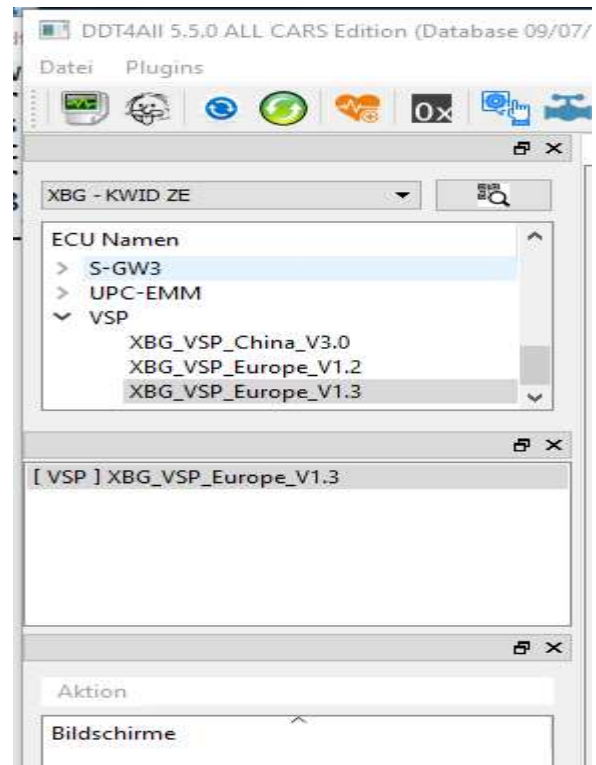 DDT4All 5.5.0 ALL CARS Edition (Database 09/07/
Datei Plugins
0x
XBG - KWID ZE
ECU Namen
S-GW3
UPC-EMM
VSP
XBG_VSP_China_V3.0
XBG_VSP_Europe_V1.2
XBG_VSP_Europe_V1.3
[ VSP ] XBG_VSP_Europe_V1.3
Aktion
Bildschirme